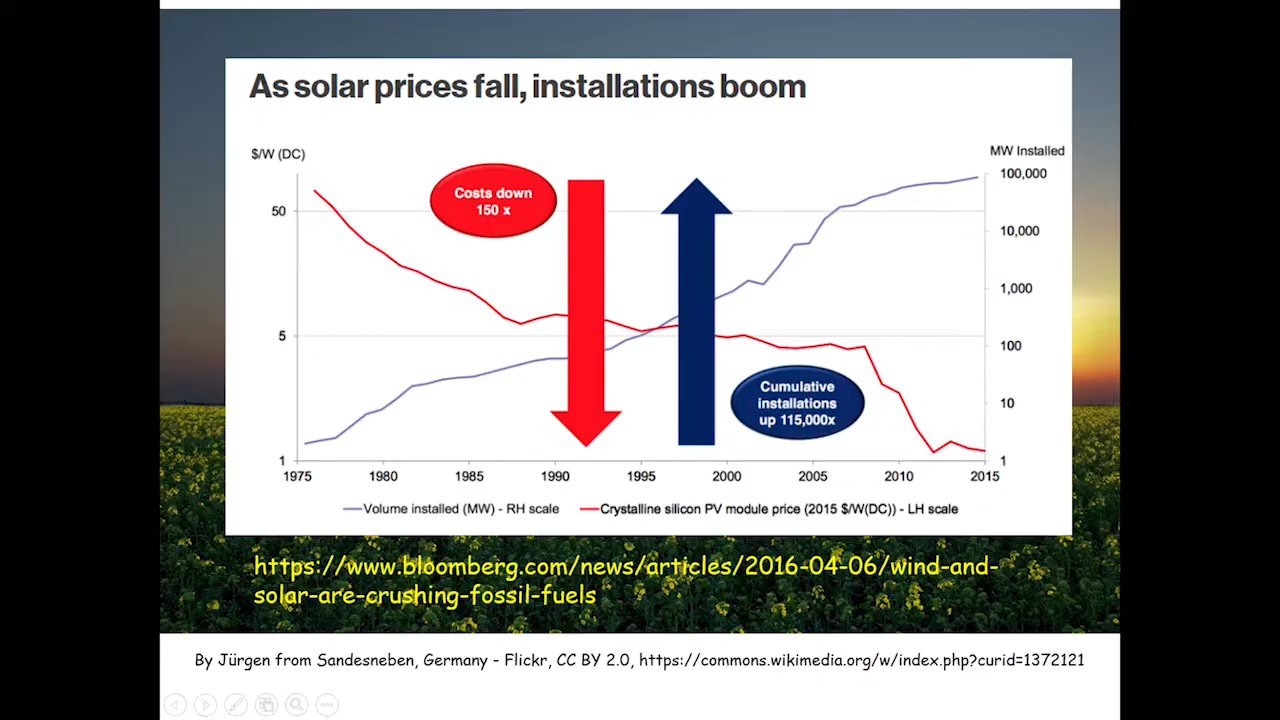 As solar prices fall, installations boom
$/W (DC)
MW Installed
Costs down
150 x
100,000
50
10,000
1,000
5
100
Cumulative
installations
up 115,000x
10
1
1
1975 1980 1985 1990 1995 2000 2005 2010 2015
Volume installed (MW) - RH scale
Crystalline silicon PV module price (2015 $/W(DC)) - LH scale
https://www.bloomberg.com/news/articles/2016-04-06/wind-and-
solar-are-crushing-fossil-fuels
By Jürgen from Sandesneben, Germany - Flickr, CC BY 2.0, https://commons.wikimedia.org/w/index.php?curid=1372121